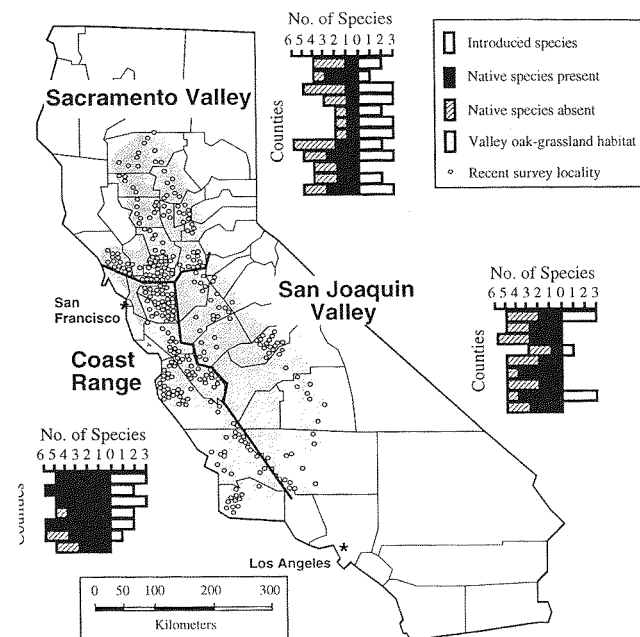 No. of Species
6 5 4 3 2 1 0 1 2 3
Counties
Introduced species
Native species present
Native species absent
Valley oak-grassland habitat
Recent survey locality
Sacramento Valley
San Joaquin
Valley
San
Francisco
*
Coast
Range
No. of Species
6 5 4 3 2 1 0 1 2 3
Counties
No. of Species
6 5 4 3 2 1 0 1 2 3
Los Angeles
*
0 50 100 200 300
Kilometers